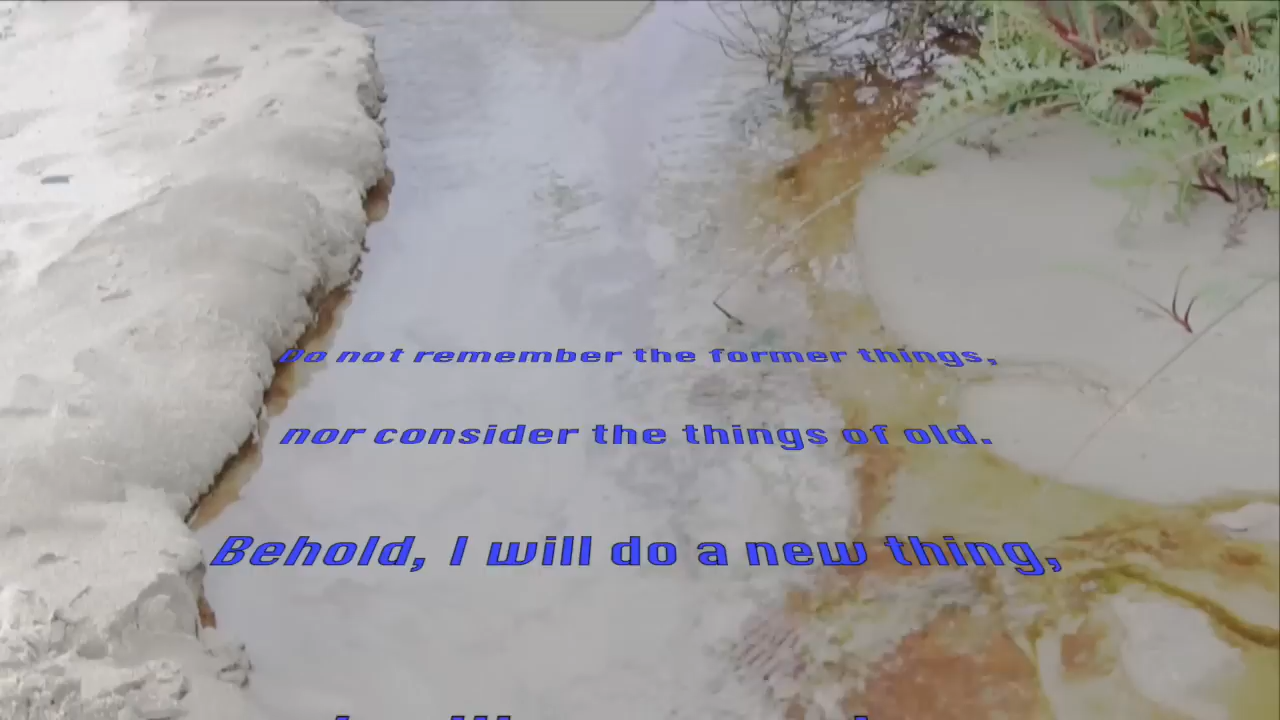 Do not remember the former things,
nor consider the things of old.
Behold, I will do a new thing,